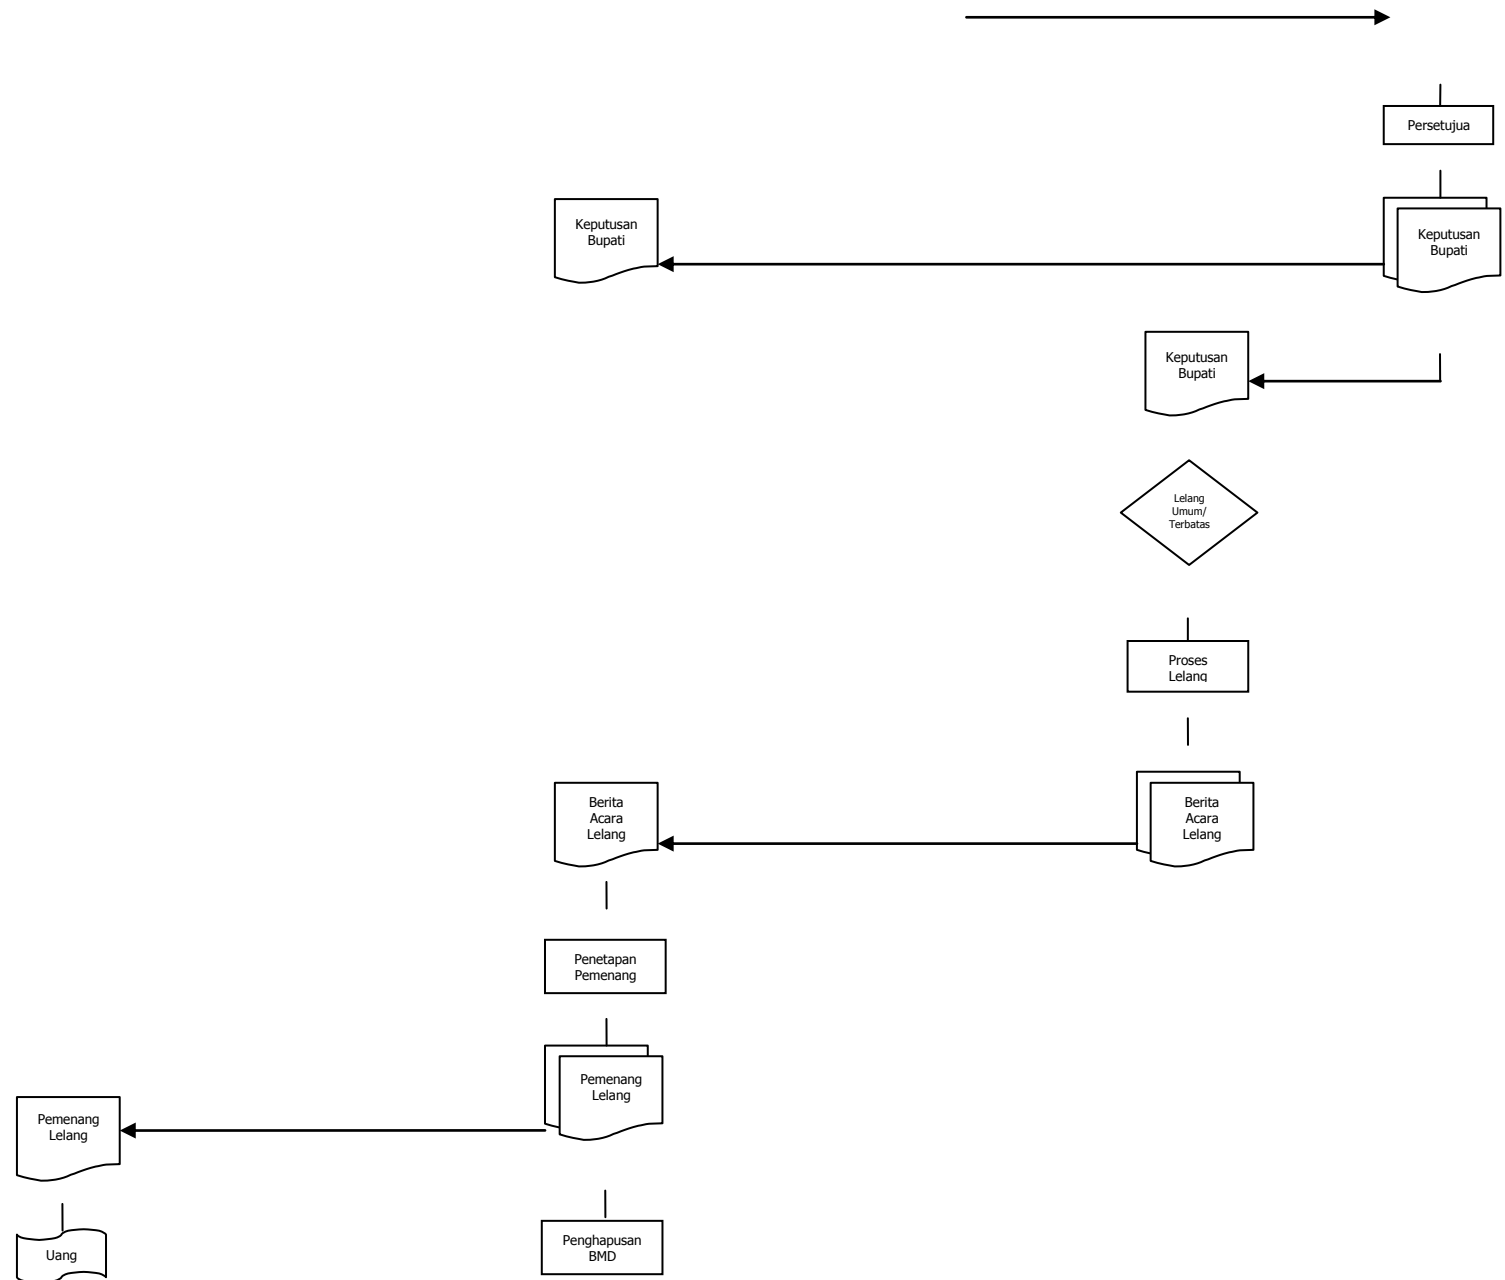 Persetujua
Keputusan
Bupati
Keputusan
Bupati
Keputusan
Bupati
Lelang
Umum/
Terbatas
Proses
Lelang
Berita
Acara
Lelang
Berita
Acara
Lelang
Penetapan
Pemenang
Pemenang
Lelang
Pemenang
Lelang
Penghapusan
BMD
Uang